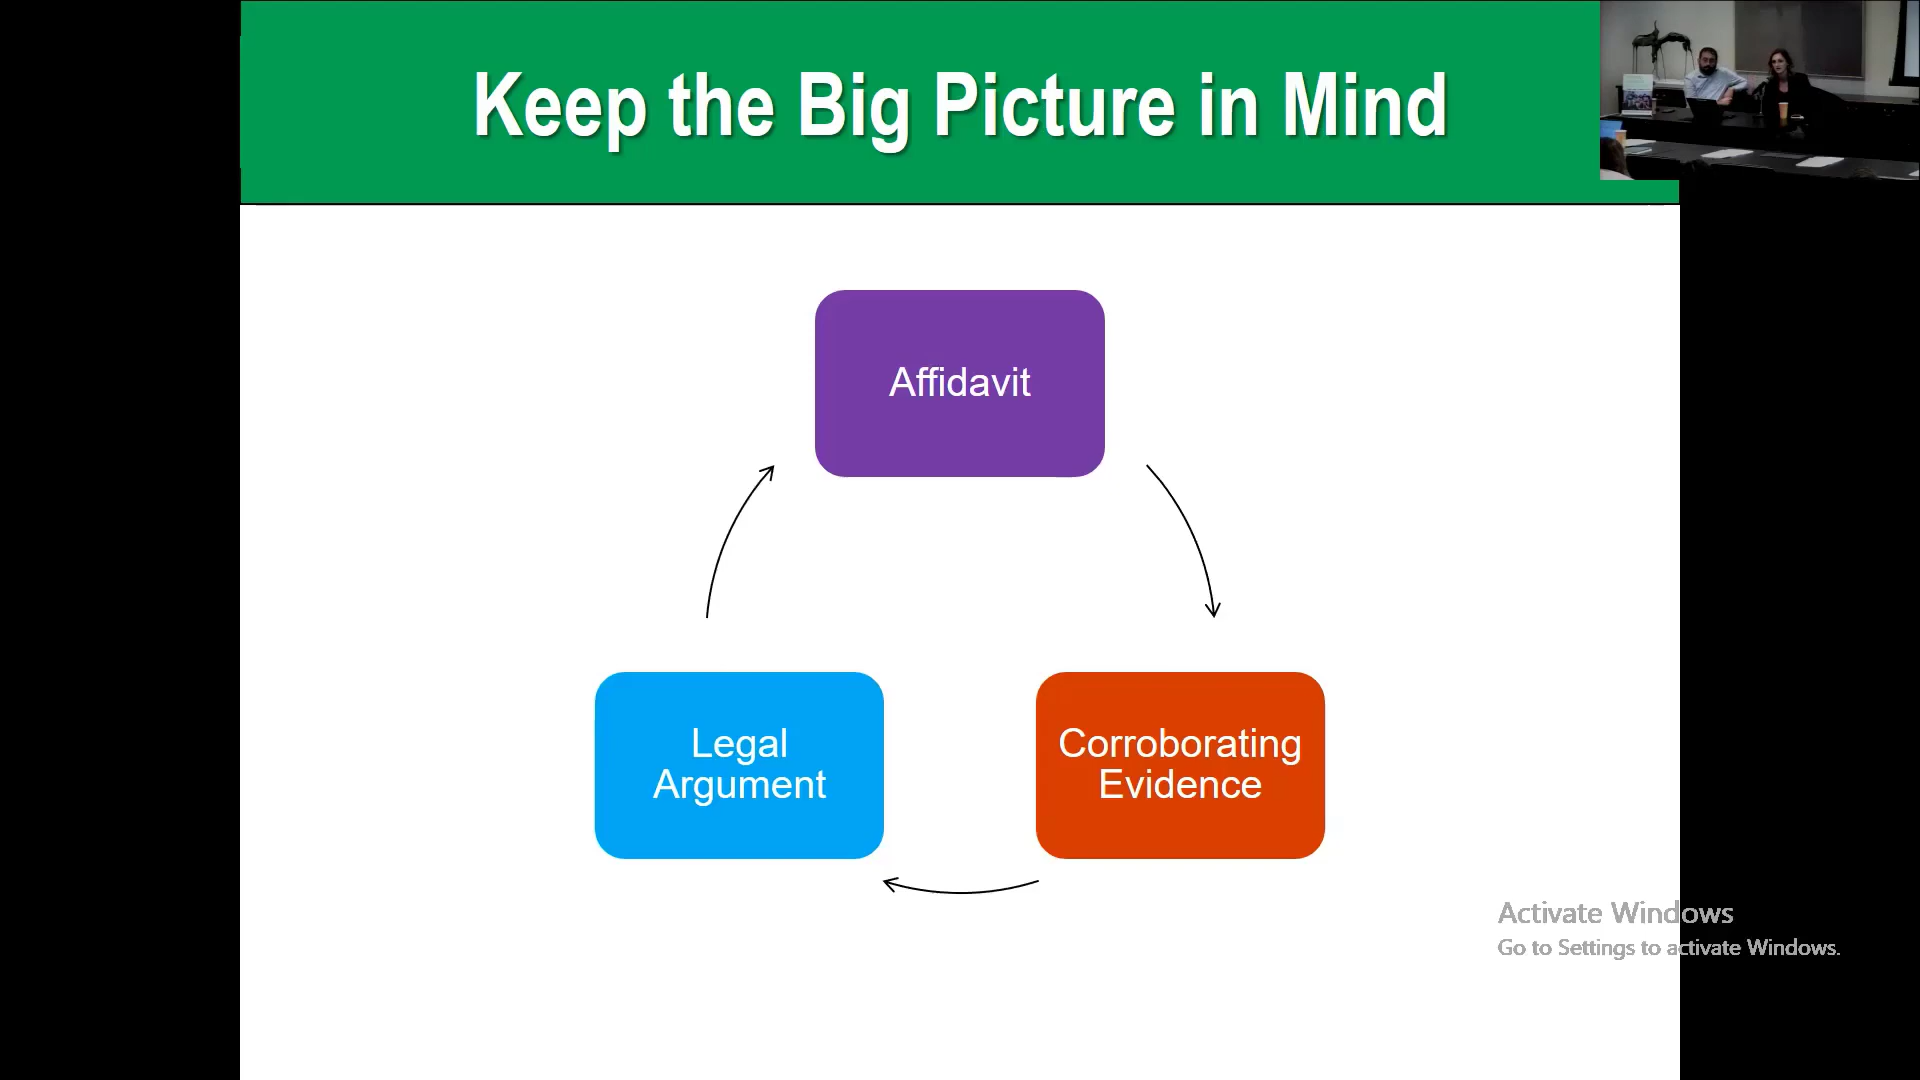 Keep the Big Picture in Mind
Affidavit
Legal
Argument
Corroborating
Evidence
Activate Windows
Go to Settings to activate Windows.